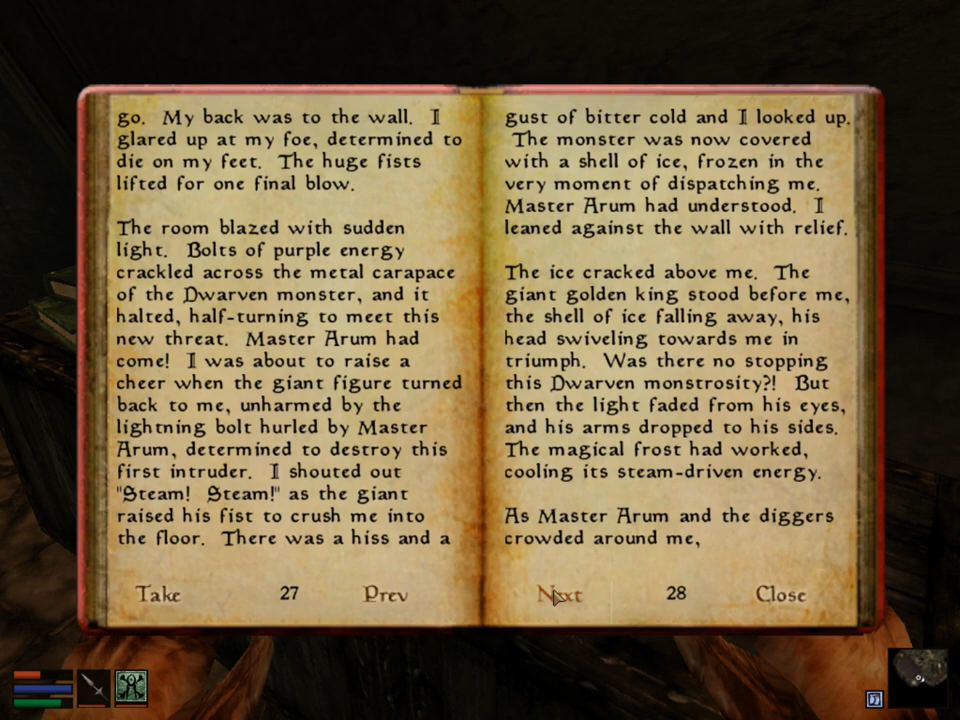 go.  My back was to the wall.  I
glared up at my foe, determined to
die on my feet.  The huge fists
lifted for one final blow.
The room blazed with sudden
light.  Bolts of purple energy
crackled across the metal carapace
of the Dwarven monster, and it
halted, half-turning to meet this
new threat.  Master Arum had
come!  I was about to raise a
cheer when the giant figure turned
back to me, unharmed by the
lightning bolt hurled by Master
Arum, determined to destroy this
first intruder.  I shouted out
"Steam!  Steam!" as the giant
raised his fist to crush me into
the floor.  There was a hiss and a
Take 27 Prev
gust of bitter cold and I looked up.
The monster was now covered
with a shell of ice, frozen in the
very moment of dispatching me.
Master Arum had understood.  I
leaned against the wall with relief.
The ice cracked above me.  The
giant golden king stood before me,
the shell of ice falling away, his
head swiveling towards me in
triumph.  Was there no stopping
this Dwarven monstrosity?!  But
then the light faded from his eyes,
and his arms dropped to his sides.
The magical frost had worked,
cooling its steam-driven energy.
As Master Arum and the diggers
crowded around me,
Next 28 Close